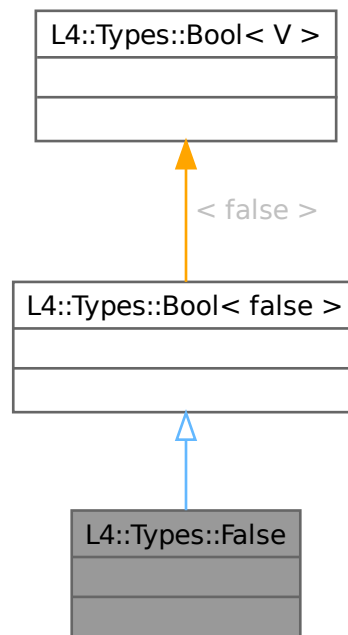 L4::Types::Bool< V >
< false >
L4::Types::Bool< false >
L4::Types::False